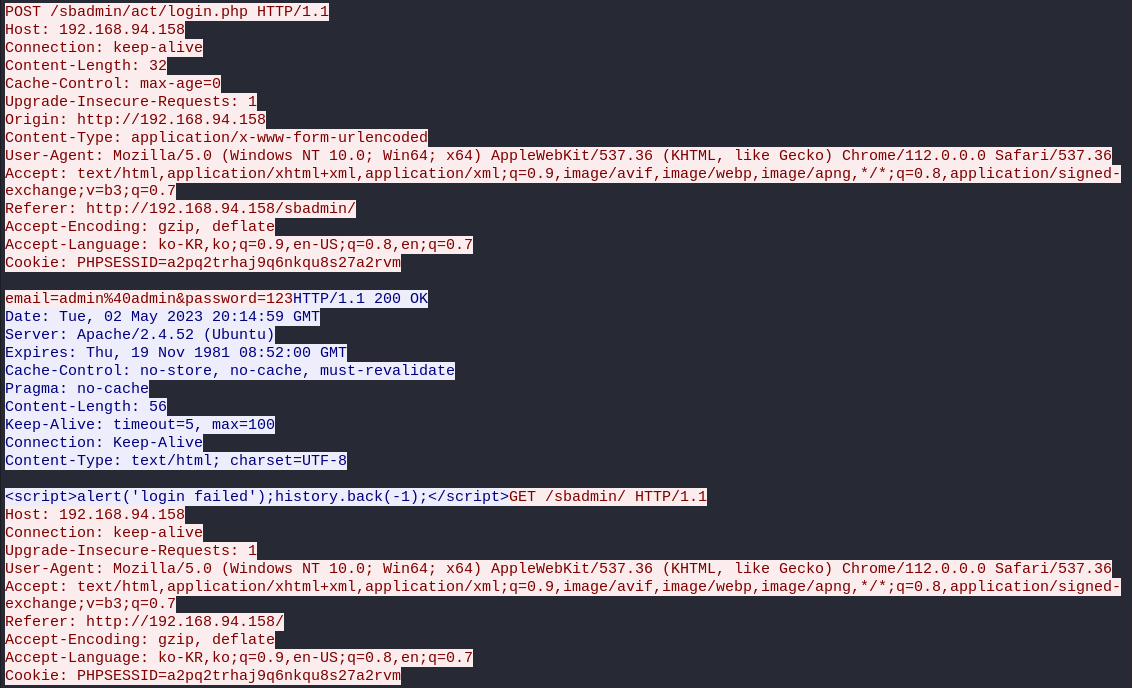 POST /sbadmin/act/login.php HTTP/1.1
Host: 192.168.94.158
Connection: keep-alive
Content-Length: 32
Cache-Control: max-age=0
Upgrade-Insecure-Requests: 1
Origin: http://192.168.94.158
Content-Type: application/x-www-form-urlencoded
User-Agent: Mozilla/5.0 (Windows NT 10.0; Win64; x64) AppleWebKit/537.36 (KHTML, like Gecko) Chrome/112.0.0.0 Safari/537.36
Accept: text/html,application/xhtml+xml,application/xml;q=0.9,image/avif,image/webp,image/apng,*/*;q=0.8,application/signed-
exchange;v=b3;q=0.7
Referer: http://192.168.94.158/sbadmin/
Accept-Encoding: gzip, deflate
Accept-Language: ko-KR,ko;q=0.9,en-US;q=0.8,en;q=0.7
Cookie: PHPSESSID=a2pq2trhaj9q6nkqu8s27a2rvm
email=admin%40admin&password=123HTTP/1.1 200 OK
Date: Tue, 02 May 2023 20:14:59 GMT
Server: Apache/2.4.52 (Ubuntu)
Expires: Thu, 19 Nov 1981 08:52:00 GMT
Cache-Control: no-store, no-cache, must-revalidate
Pragma: no-cache
Content-Length: 56
Keep-Alive: timeout=5, max=100
Connection: Keep-Alive
Content-Type: text/html; charset=UTF-8
<script>alert('login failed');history.back(-1);</script>GET /sbadmin/ HTTP/1.1
Host: 192.168.94.158
Connection: keep-alive
Upgrade-Insecure-Requests: 1
User-Agent: Mozilla/5.0 (Windows NT 10.0; Win64; x64) AppleWebKit/537.36 (KHTML, like Gecko) Chrome/112.0.0.0 Safari/537.36
Accept: text/html,application/xhtml+xml,application/xml;q=0.9,image/avif,image/webp,image/apng,*/*;q=0.8,application/signed-
exchange;v=b3;q=0.7
Referer: http://192.168.94.158/
Accept-Encoding: gzip, deflate
Accept-Language: ko-KR,ko;q=0.9,en-US;q=0.8,en;q=0.7
Cookie: PHPSESSID=a2pq2trhaj9q6nkqu8s27a2rvm